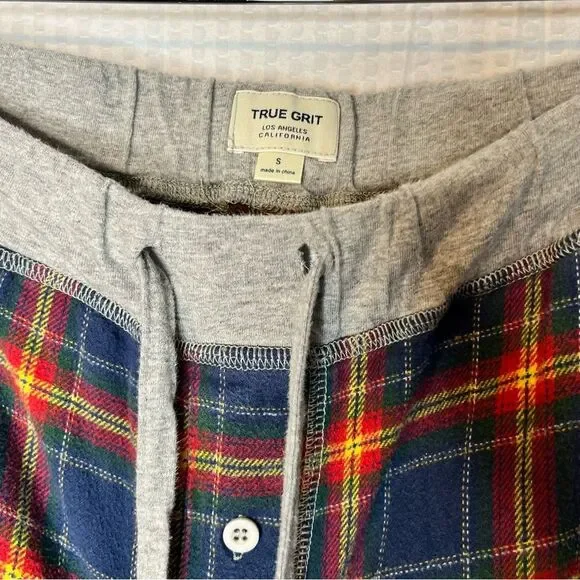 TRUE GRIT
LOS ANGELES
CALIFORNIA
S
made in china